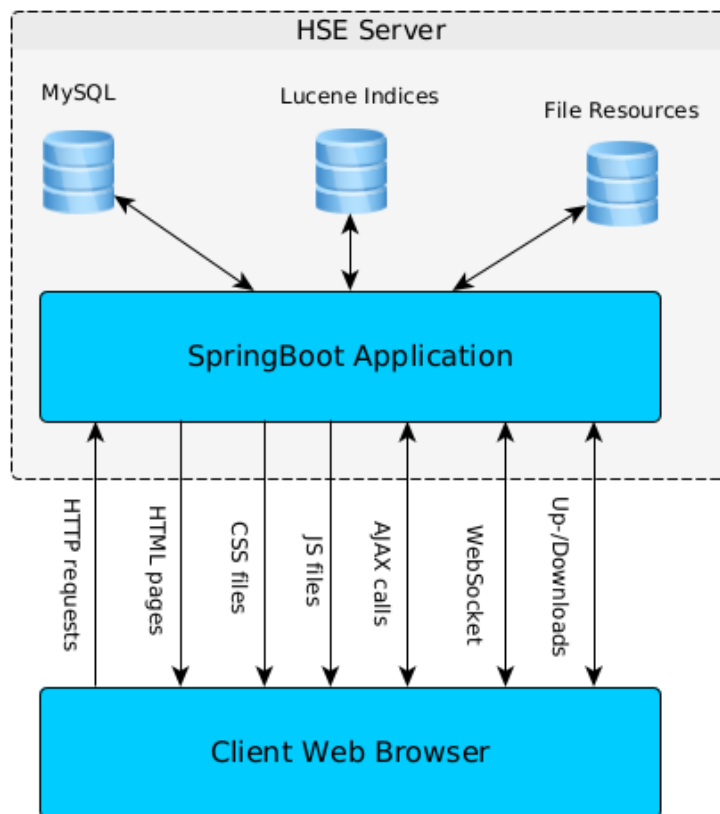 HSE Server
MySQL
Lucene Indices
File Resources
SpringBoot Application
HTTP requests
HTML pages
CSS files
JS files
AJAX calls
WebSocket
Up-/Downloads
Client Web Browser